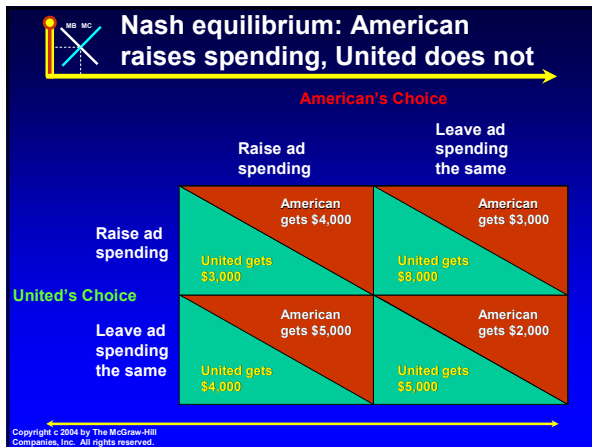 MB MC
Nash equilibrium: American
raises spending, United does not
American's Choice
Raise ad
spending
Leave ad
spending
the same
Raise ad
spending
American
gets $4,000
United gets
$3,000
American
gets $3,000
United gets
$8,000
United's Choice
Leave ad
spending
the same
American
gets $5,000
United gets
$4,000
American
gets $2,000
United gets
$5,000
Copyright c 2004 by The McGraw-Hill
Companies, Inc. All rights reserved.